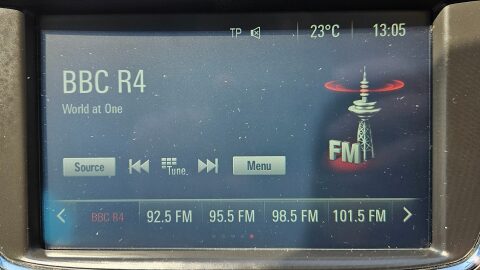 TP 23°C 13:05
BBC R4
World at One
FM
Source Tune Menu
BBC R4 92.5 FM 95.5 FM 98.5 FM 101.5 FM